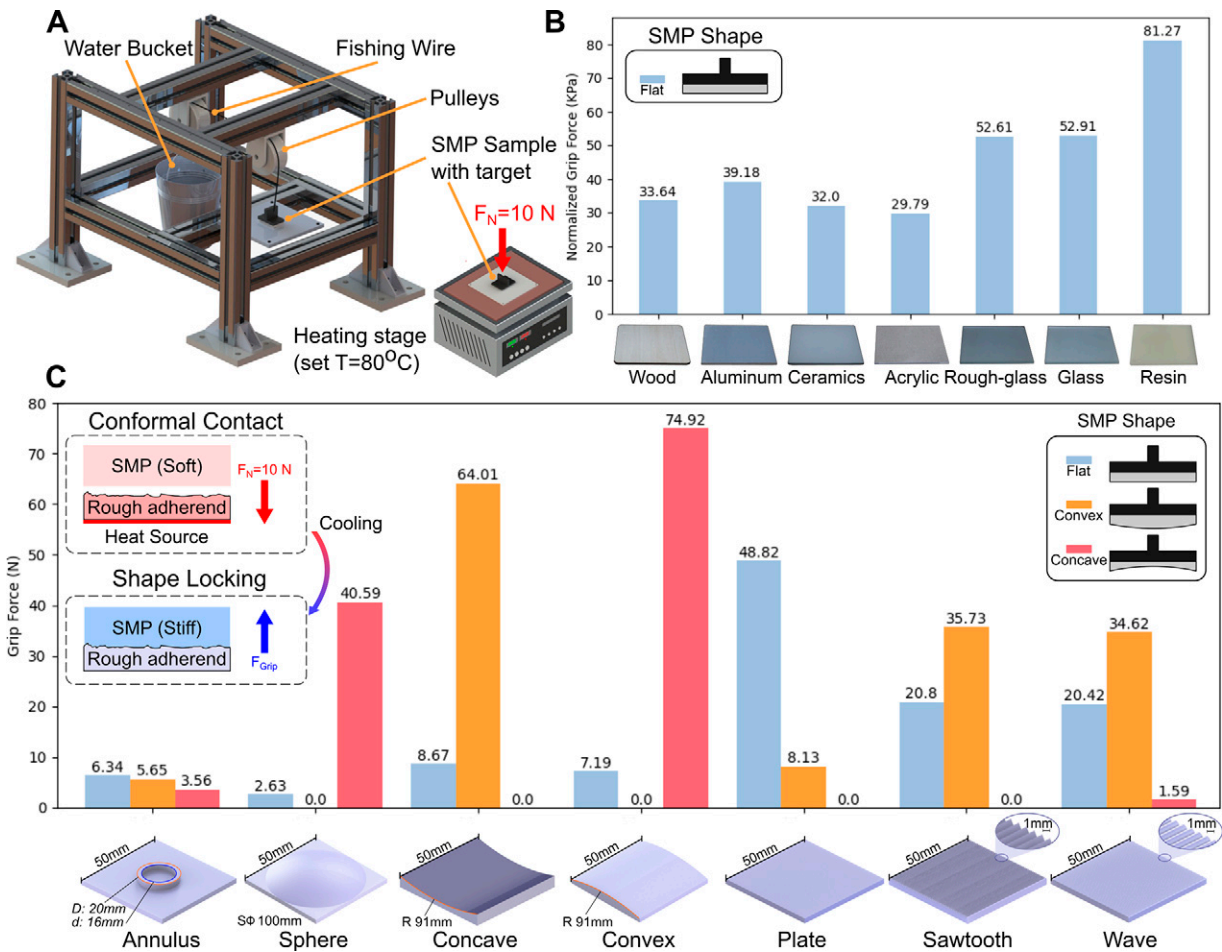 A
Water Bucket
Fishing Wire
Pulleys
SMP Sample
with target
F_N=10 N
Heating stage
(set T=80°C)
B
SMP Shape
Flat
Normalized Grip Force (KPa)
80
70
60
50
40
30
20
10
0
33.64
39.18
32.0
29.79
52.61
52.91
81.27
Wood
Aluminum
Ceramics
Acrylic
Rough-glass
Glass
Resin
C
Grip Force (N)
80
70
60
50
40
30
20
10
0
Conformal Contact
SMP (Soft)
Rough adherend
Heat Source
F_N=10 N
Cooling
Shape Locking
SMP (Stiff)
Rough adherend
F_Grip
SMP Shape
Flat
Convex
Concave
6.34
5.65
3.56
2.63
0.0
40.59
8.67
64.01
0.0
7.19
0.0
74.92
48.82
8.13
0.0
20.8
35.73
0.0
20.42
34.62
1.59
50mm
D: 20mm
d: 16mm
Annulus
50mm
SΦ 100mm
Sphere
50mm
R 91mm
Concave
50mm
R 91mm
Convex
50mm
Plate
50mm
1mm
Sawtooth
50mm
1mm
Wave